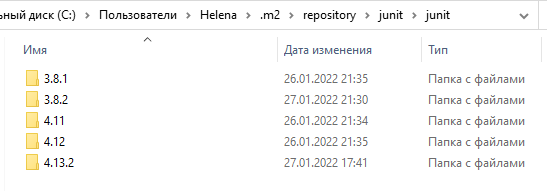 ьный диск (C:) > Пользователи > Helena > .m2 > repository > junit > junit
Имя Дата изменения Тип
3.8.1 26.01.2022 21:35 Папка с файлами
3.8.2 27.01.2022 21:30 Папка с файлами
4.11 26.01.2022 21:34 Папка с файлами
4.12 26.01.2022 21:35 Папка с файлами
4.13.2 27.01.2022 17:41 Папка с файлами